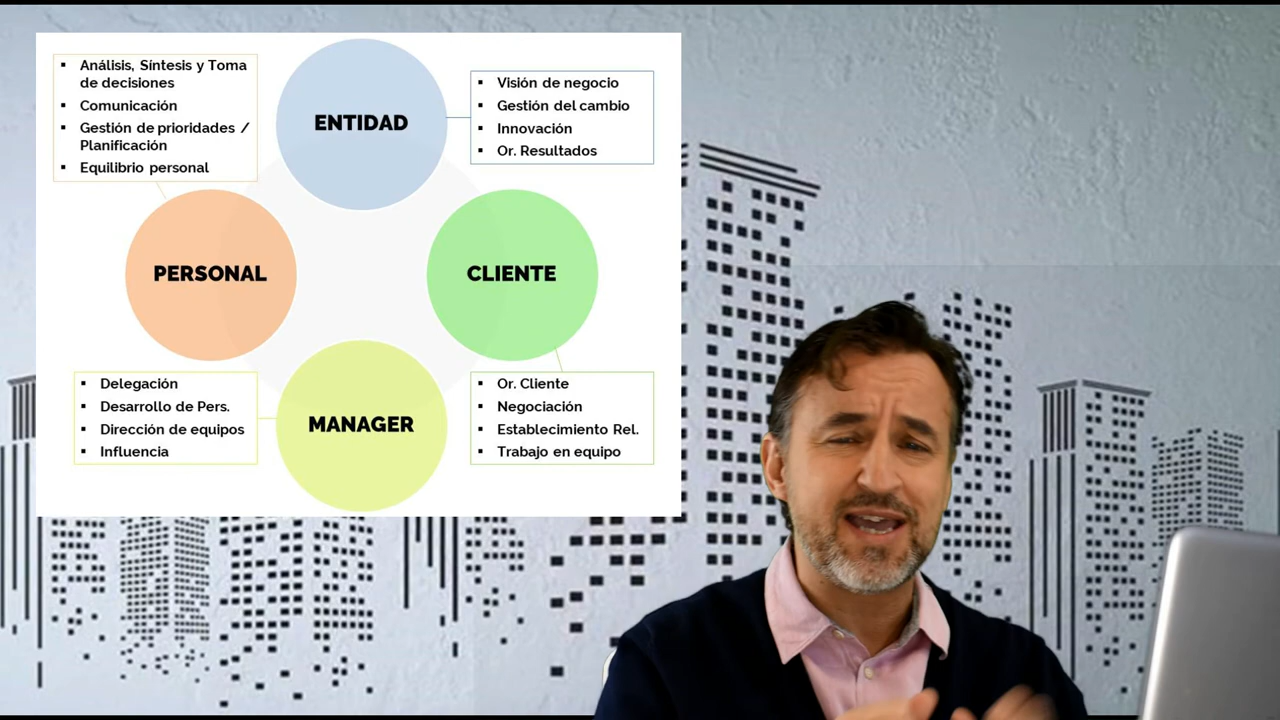 Análisis, Síntesis y Toma
de decisiones
Comunicación
Gestión de prioridades /
Planificación
Equilibrio personal
ENTIDAD
Visión de negocio
Gestión del cambio
Innovación
Or. Resultados
PERSONAL
CLIENTE
Delegación
Desarrollo de Pers.
Dirección de equipos
Influencia
MANAGER
Or. Cliente
Negociación
Establecimiento Rel.
Trabajo en equipo